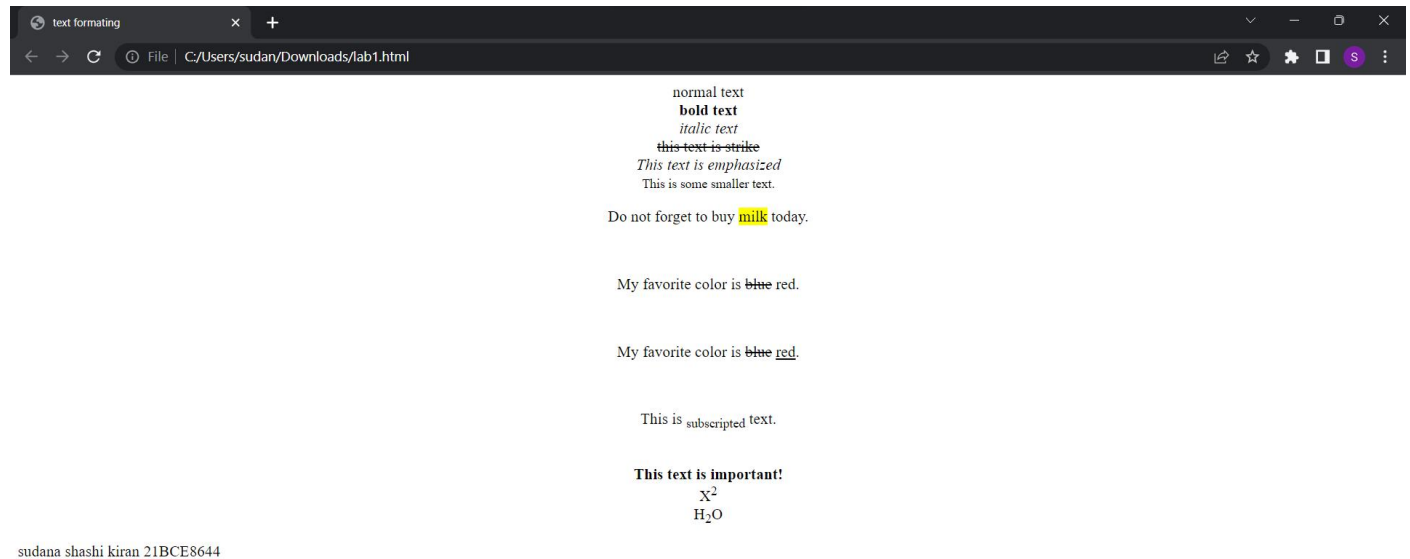 text formating
File C:/Users/sudan/Downloads/lab1.html
S
normal text
bold text
italic text
this text is strike
This text is emphasized
This is some smaller text.
Do not forget to buy milk today.
My favorite color is blue red.
My favorite color is blue red.
This is subscripted text.
This text is important!
X²
H₂O
sudana shashi kiran 21BCE8644